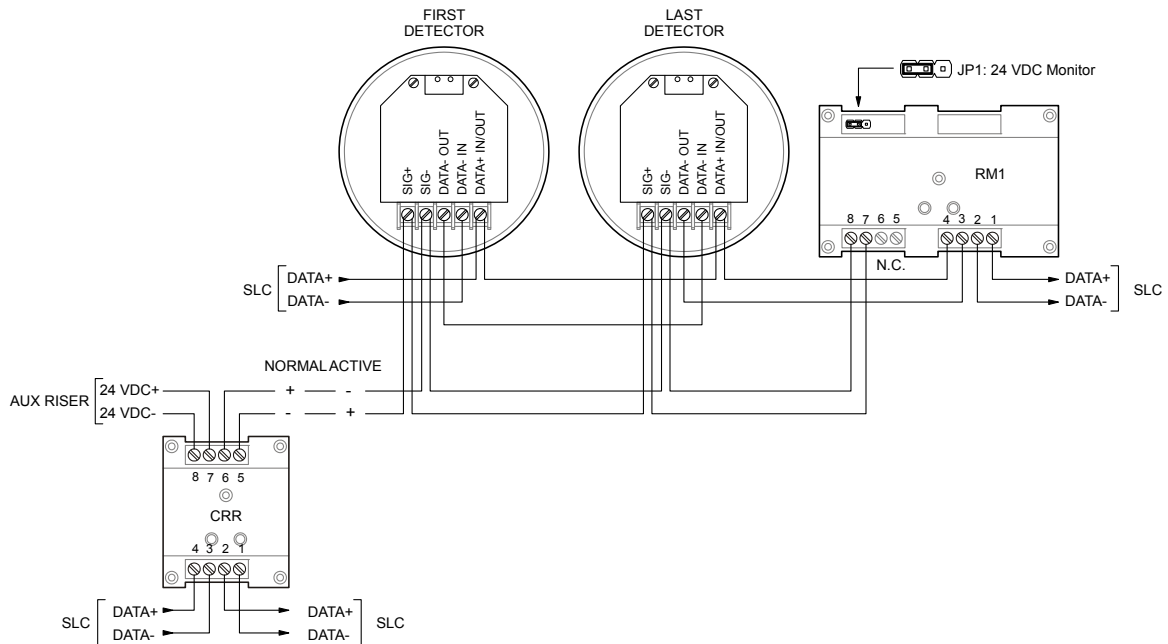 FIRST
DETECTOR
LAST
DETECTOR
JP1: 24 VDC Monitor
SIG+
SIG-
DATA- OUT
DATA- IN
DATA+ IN/OUT
SIG+
SIG-
DATA- OUT
DATA- IN
DATA+ IN/OUT
RM1
8 7 6 5
4 3 2 1
N.C.
SLC
DATA+
DATA-
DATA+
DATA-
SLC
NORMAL ACTIVE
AUX RISER
24 VDC+
24 VDC-
+ -
- +
8 7 6 5
CRR
4 3 2 1
SLC
DATA+
DATA-
DATA+
DATA-
SLC